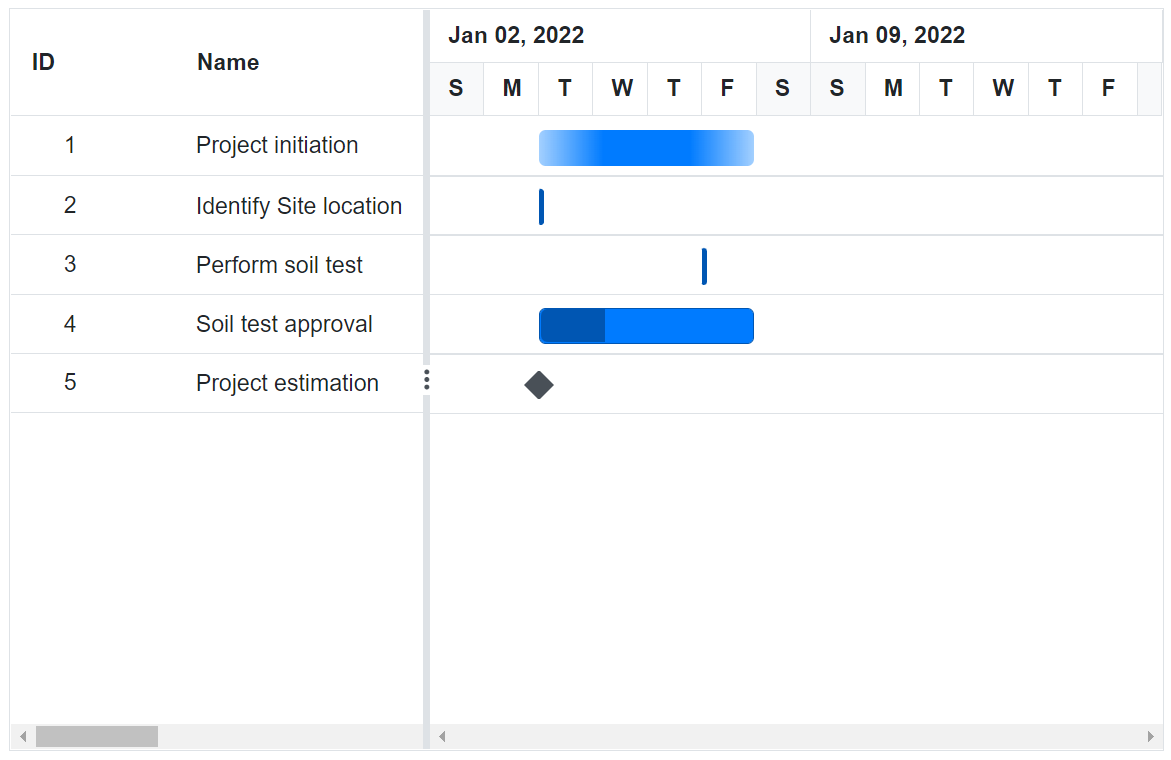 ID Name Jan 02, 2022 Jan 09, 2022
S M T W T F S S M T W T F
1 Project initiation
2 Identify Site location
3 Perform soil test
4 Soil test approval
5 Project estimation